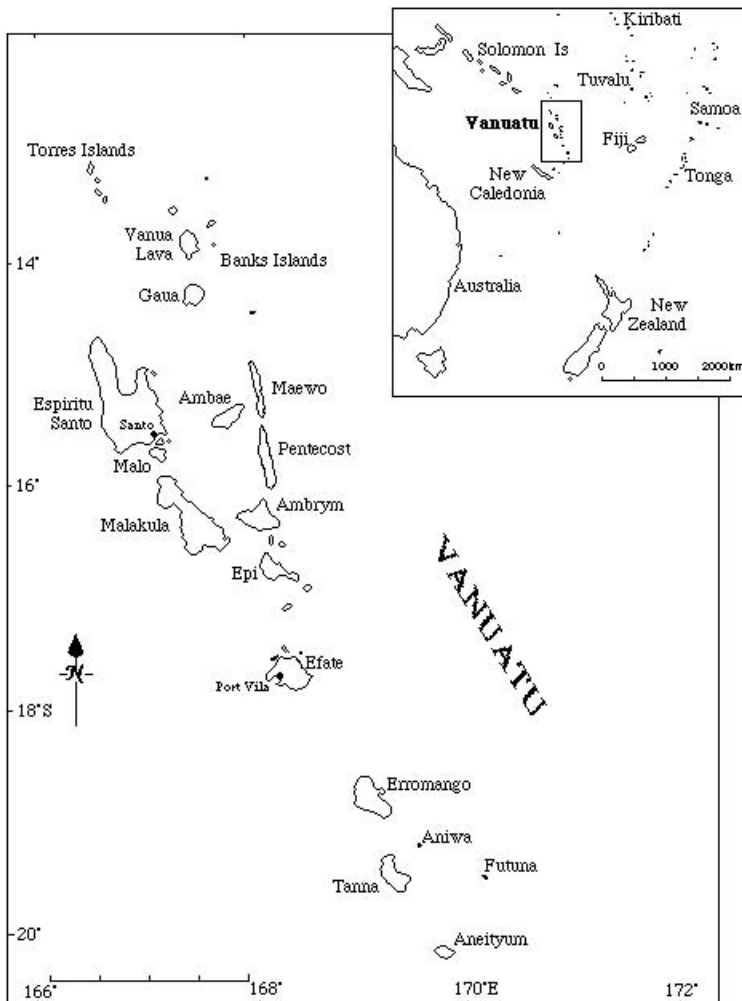 Kiribati
Solomon Is
Tuvalu
Samoa
Vanuatu
Fiji
New
Caledonia
Tonga
Australia
New
Zealand
0 1000 2000km
Torres Islands
Vanua
Lava
Banks Islands
14°
Gaua
Maewo
Ambae
Espiritu
Santo
Santo
Pentecost
Malo
16°
Ambrym
Malakula
Epi
VANUATU
-N-
Efate
Port Vila
18°S
Erromango
Aniwa
Futuna
Tanna
20°
Aneityum
166° 168° 170°E 172°